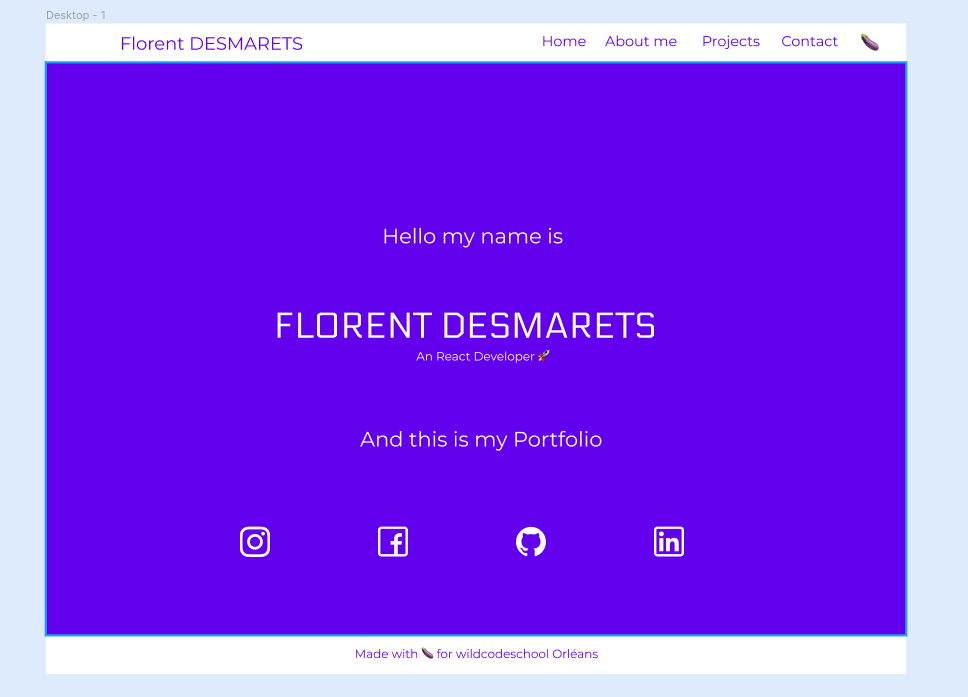 Desktop - 1
Florent DESMARETS
Home About me Projects Contact 🍆
Hello my name is
FLORENT DESMARETS
An React Developer 🚀
And this is my Portfolio
Made with 🍆 for wildcodeschool Orléans